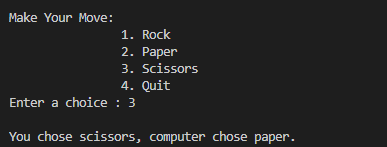 Make Your Move:
1. Rock
2. Paper
3. Scissors
4. Quit
Enter a choice : 3
You chose scissors, computer chose paper.